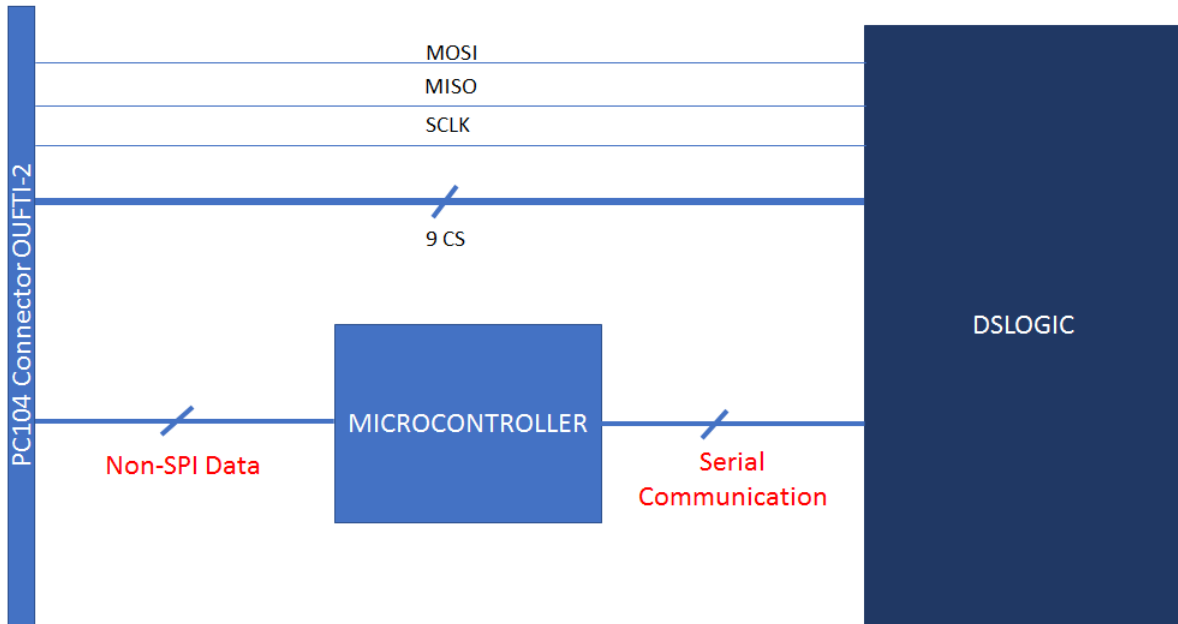 MOSI
MISO
SCLK
9 CS
PC104 Connector OUFTI-2
DSLOGIC
MICROCONTROLLER
Non-SPI Data
Serial
Communication